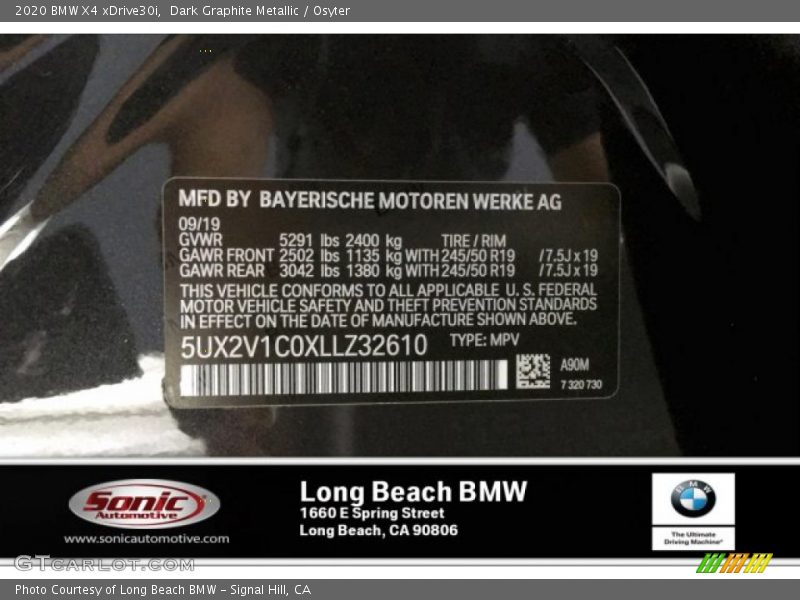 2020 BMW X4 xDrive30i,  Dark Graphite Metallic / Osyter
MFD BY BAYERISCHE MOTOREN WERKE AG
09/19
GVWR 5291 lbs 2400 kg TIRE / RIM
GAWR FRONT 2502 lbs 1135 kg WITH 245/50 R19 /7.5J x 19
GAWR REAR 3042 lbs 1380 kg WITH 245/50 R19 /7.5J x 19
THIS VEHICLE CONFORMS TO ALL APPLICABLE U. S. FEDERAL
MOTOR VEHICLE SAFETY AND THEFT PREVENTION STANDARDS
IN EFFECT ON THE DATE OF MANUFACTURE SHOWN ABOVE.
5UX2V1C0XLLZ32610 TYPE: MPV
A90M
7 320 730
Sonic
Automotive
www.sonicautomotive.com
Long Beach BMW
1660 E Spring Street
Long Beach, CA 90806
BMW
The Ultimate
Driving Machine®
GTcarlot.com
Photo Courtesy of Long Beach BMW - Signal Hill, CA